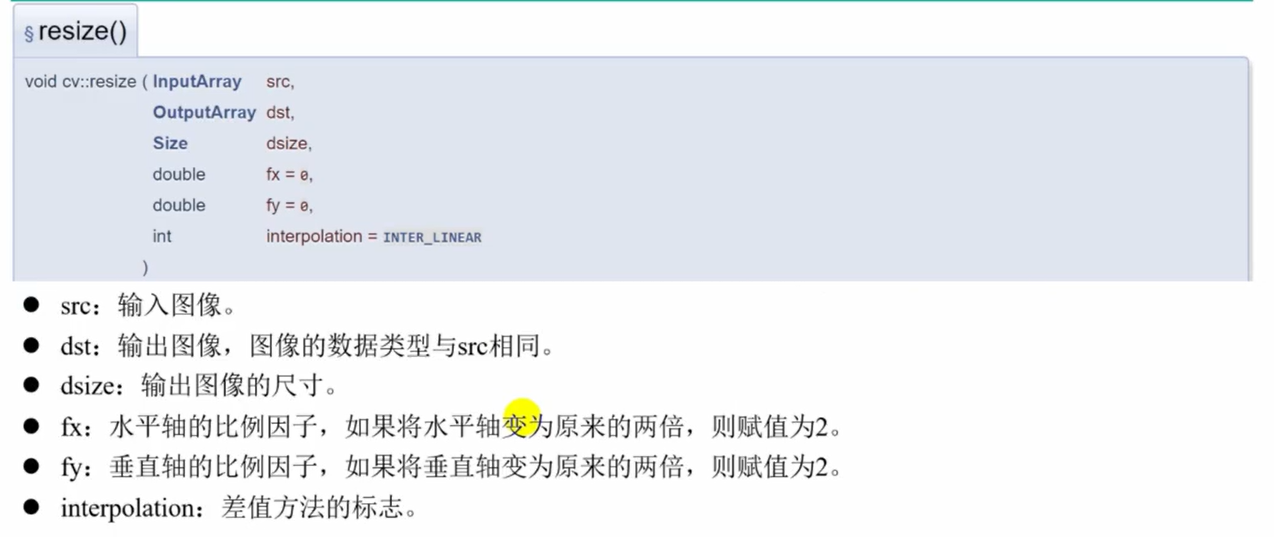 § resize()
void cv::resize ( InputArray src,
OutputArray dst,
Size dsize,
double fx = 0,
double fy = 0,
int interpolation = INTER_LINEAR
)
● src：输入图像。
● dst：输出图像，图像的数据类型与src相同。
● dsize：输出图像的尺寸。
● fx：水平轴的比例因子，如果将水平轴变为原来的两倍，则赋值为2。
● fy：垂直轴的比例因子，如果将垂直轴变为原来的两倍，则赋值为2。
● interpolation：差值方法的标志。